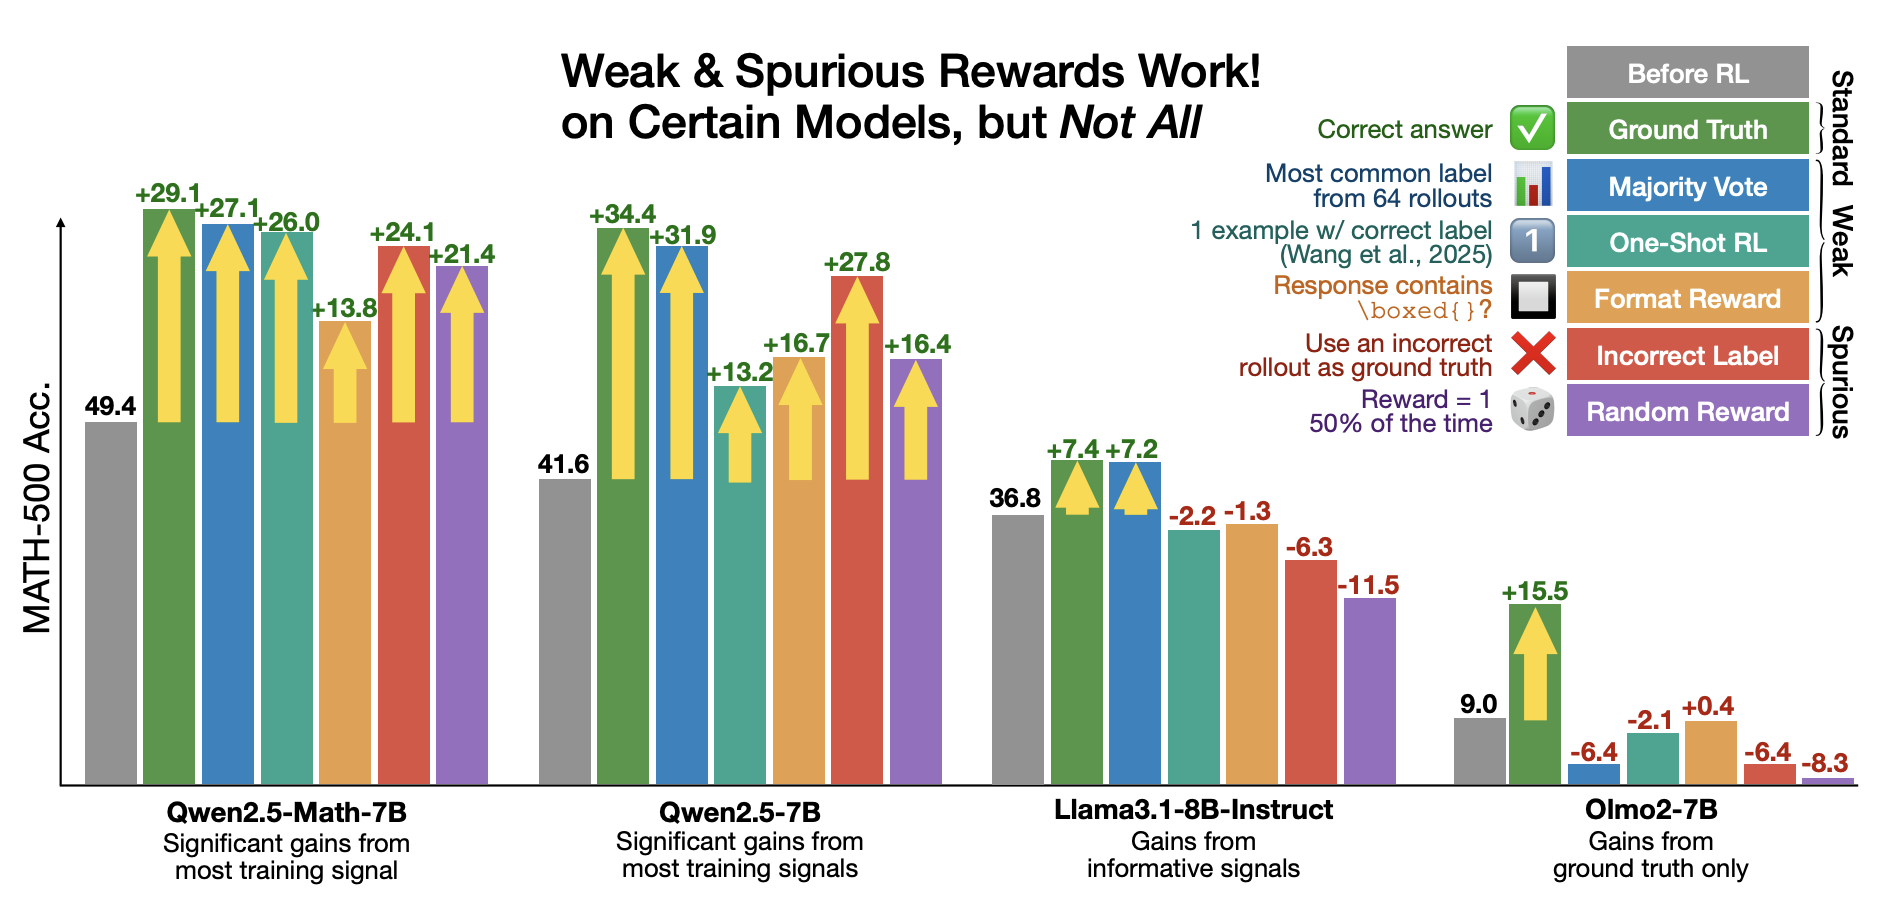 Weak & Spurious Rewards Work!
on Certain Models, but Not All
Before RL
Correct answer
Ground Truth
Most common label
from 64 rollouts
Majority Vote
1 example w/ correct label
(Wang et al., 2025)
1
One-Shot RL
Response contains
\boxed{}?
Format Reward
Use an incorrect
rollout as ground truth
Incorrect Label
Reward = 1
50% of the time
Random Reward
Standard
Weak
Spurious
MATH-500 Acc.
49.4
+29.1
+27.1
+26.0
+13.8
+24.1
+21.4
41.6
+34.4
+31.9
+13.2
+16.7
+27.8
+16.4
36.8
+7.4
+7.2
-2.2
-1.3
-6.3
-11.5
9.0
+15.5
-6.4
-2.1
+0.4
-6.4
-8.3
Qwen2.5-Math-7B
Significant gains from
most training signal
Qwen2.5-7B
Significant gains from
most training signals
Llama3.1-8B-Instruct
Gains from
informative signals
Olmo2-7B
Gains from
ground truth only